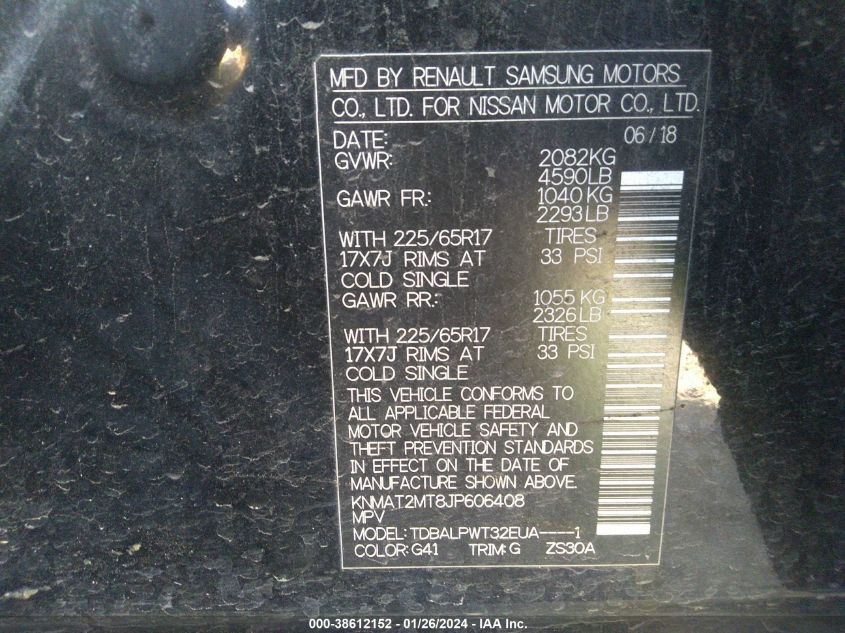 MFD BY RENAULT SAMSUNG MOTORS
CO., LTD. FOR NISSAN MOTOR CO., LTD.
DATE: 06/18
GVWR: 2082KG
4590LB
GAWR FR.: 1040KG
2293LB
WITH 225/65R17 TIRES
17X7J RIMS AT 33 PSI
COLD SINGLE
GAWR RR.: 1055KG
2326LB
WITH 225/65R17 TIRES
17X7J RIMS AT 33 PSI
COLD SINGLE
THIS VEHICLE CONFORMS TO
ALL APPLICABLE FEDERAL
MOTOR VEHICLE SAFETY AND
THEFT PREVENTION STANDARDS
IN EFFECT ON THE DATE OF
MANUFACTURE SHOWN ABOVE.
KNMAT2MT8JP606408
MPV
MODEL: TDBALPWT32EUA----1
COLOR: G41 TRIM: G ZS30A
000-38612152 - 01/26/2024 - IAA Inc.